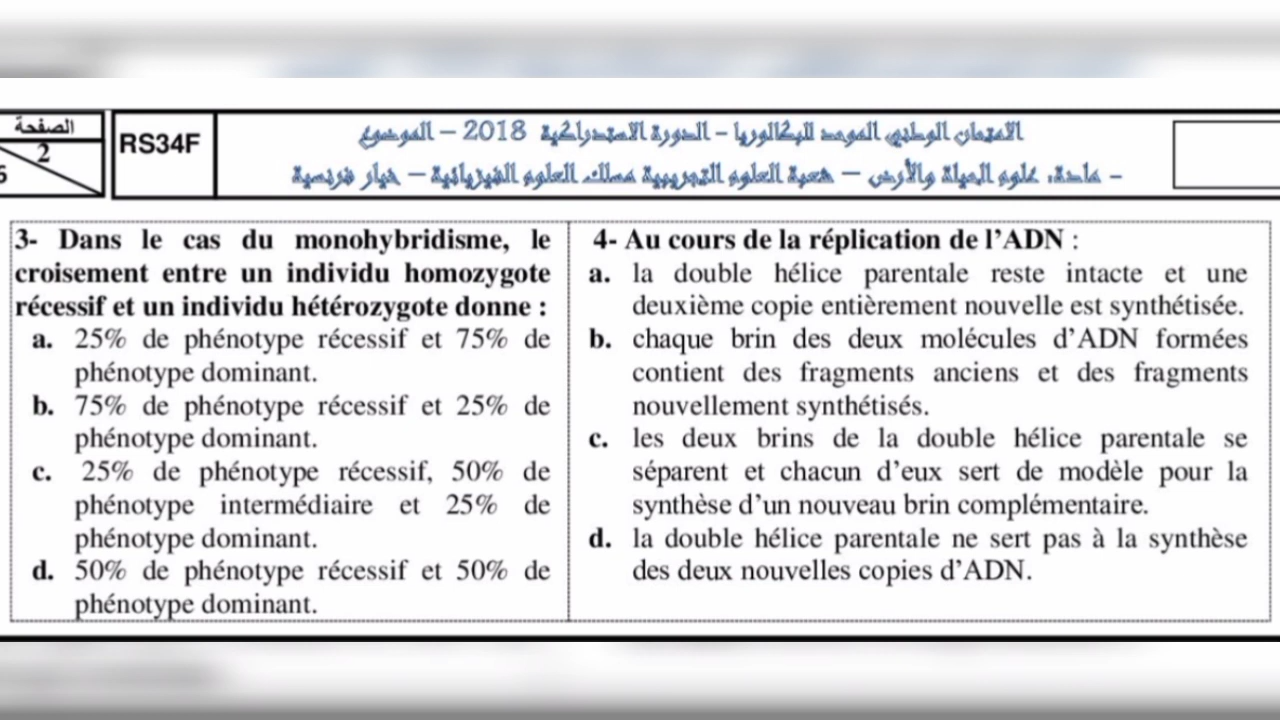 الصفحة
2
RS34F
الامتحان الوطني الموحد للبكالوريا – الدورة الاستدراكية 2018 – الموضوع
- مادة: علوم الحياة والأرض – شعبة العلوم التجريبية مسلك العلوم الفيزيائية – خيار فرنسية
3- Dans le cas du monohybridisme, le
croisement entre un individu homozygote
récessif et un individu hétérozygote donne :
a. 25% de phénotype récessif et 75% de
phénotype dominant.
b. 75% de phénotype récessif et 25% de
phénotype dominant.
c. 25% de phénotype récessif, 50% de
phénotype intermédiaire et 25% de
phénotype dominant.
d. 50% de phénotype récessif et 50% de
phénotype dominant.
4- Au cours de la réplication de l’ADN :
a. la double hélice parentale reste intacte et une
deuxième copie entièrement nouvelle est synthétisée.
b. chaque brin des deux molécules d’ADN formées
contient des fragments anciens et des fragments
nouvellement synthétisés.
c. les deux brins de la double hélice parentale se
séparent et chacun d’eux sert de modèle pour la
synthèse d’un nouveau brin complémentaire.
d. la double hélice parentale ne sert pas à la synthèse
des deux nouvelles copies d’ADN.